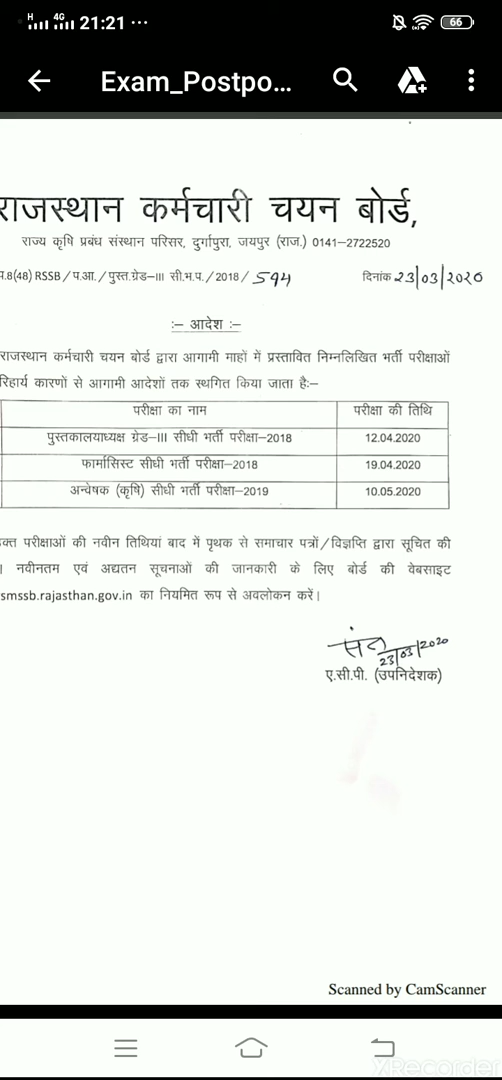 H 4G 21:21 ... 66
Exam_Postpo...
राजस्थान कर्मचारी चयन बोर्ड,
राज्य कृषि प्रबंध संस्थान परिसर, दुर्गापुरा, जयपुर (राज.) 0141–2722520
प.8(48) RSSB / प.आ. / पुस्त.ग्रेड–III सी.भ.प. / 2018 / 594 दिनांक 23/03/2020
:– आदेश :–
राजस्थान कर्मचारी चयन बोर्ड द्वारा आगामी माहों में प्रस्तावित निम्नलिखित भर्ती परीक्षाओं
रिहार्य कारणों से आगामी आदेशों तक स्थगित किया जाता हैः–
परीक्षा का नाम परीक्षा की तिथि
पुस्तकालयाध्यक्ष ग्रेड–III सीधी भर्ती परीक्षा–2018 12.04.2020
फार्मासिस्ट सीधी भर्ती परीक्षा–2018 19.04.2020
अन्वेषक (कृषि) सीधी भर्ती परीक्षा–2019 10.05.2020
क्त परीक्षाओं की नवीन तिथियां बाद में पृथक से समाचार पत्रों/विज्ञप्ति द्वारा सूचित की
। नवीनतम एवं अद्यतन सूचनाओं की जानकारी के लिए बोर्ड की वेबसाइट
smssb.rajasthan.gov.in का नियमित रूप से अवलोकन करें।
23/03/2020
ए.सी.पी. (उपनिदेशक)
Scanned by CamScanner
XRecorder